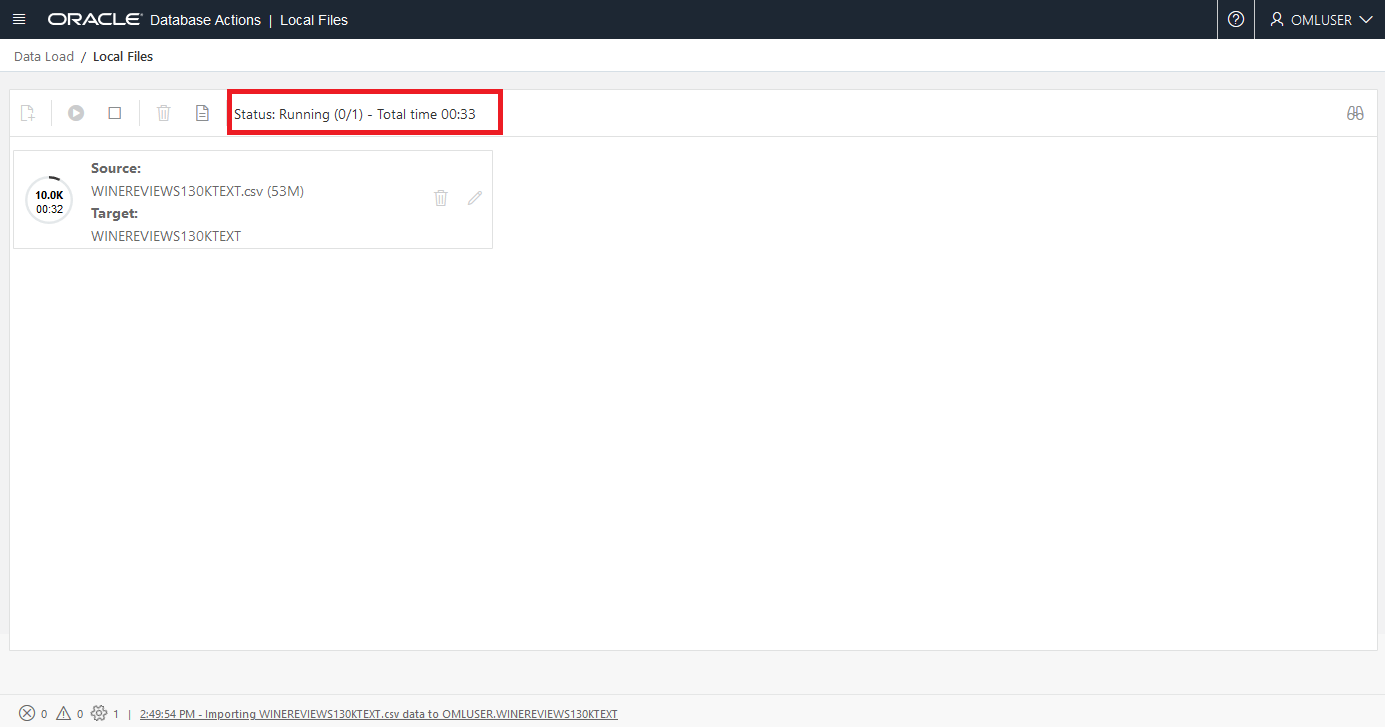 ORACLE Database Actions | Local Files
OMLUSER
Data Load / Local Files
Status: Running (0/1) - Total time 00:33
10.0K
00:32
Source:
WINEREVIEWS130KTEXT.csv (53M)
Target:
WINEREVIEWS130KTEXT
0 0 1 | 2:49:54 PM - Importing WINEREVIEWS130KTEXT.csv data to OMLUSER.WINEREVIEWS130KTEXT